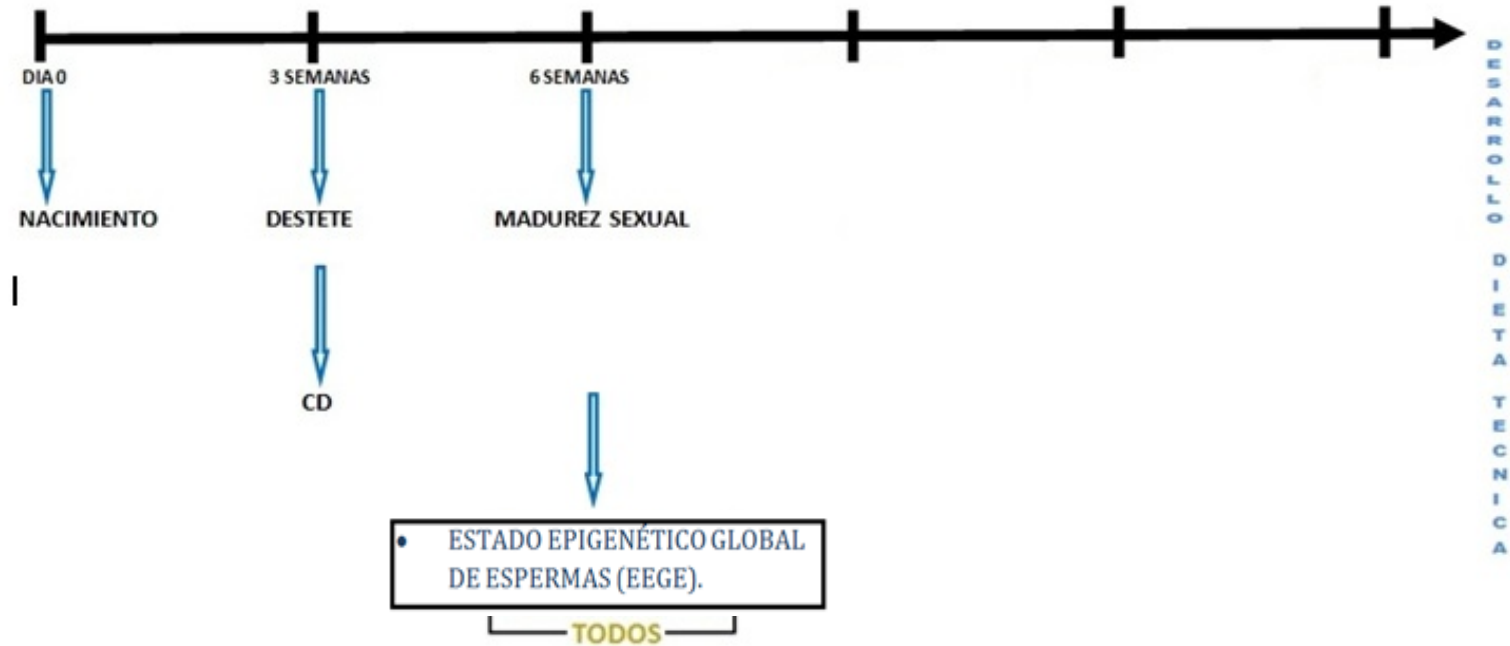 DIA 0
3 SEMANAS
6 SEMANAS
NACIMIENTO
DESTETE
MADUREZ SEXUAL
CD
• ESTADO EPIGENÉTICO GLOBAL
DE ESPERMAS (EEGE).
TODOS
DESARROLLO
DIETA
TECNICA